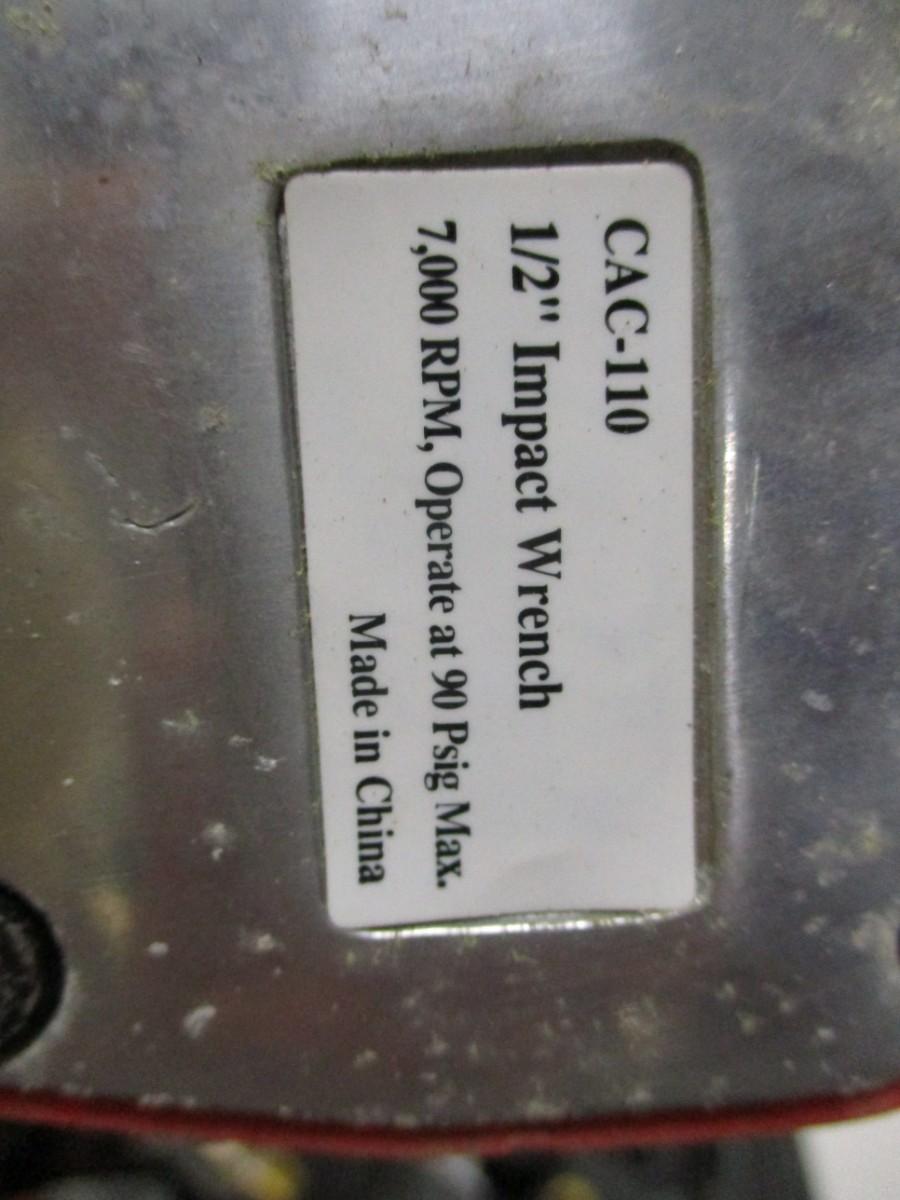 CAC-110
1/2" Impact Wrench
7,000 RPM, Operate at 90 Psig Max.
Made in China